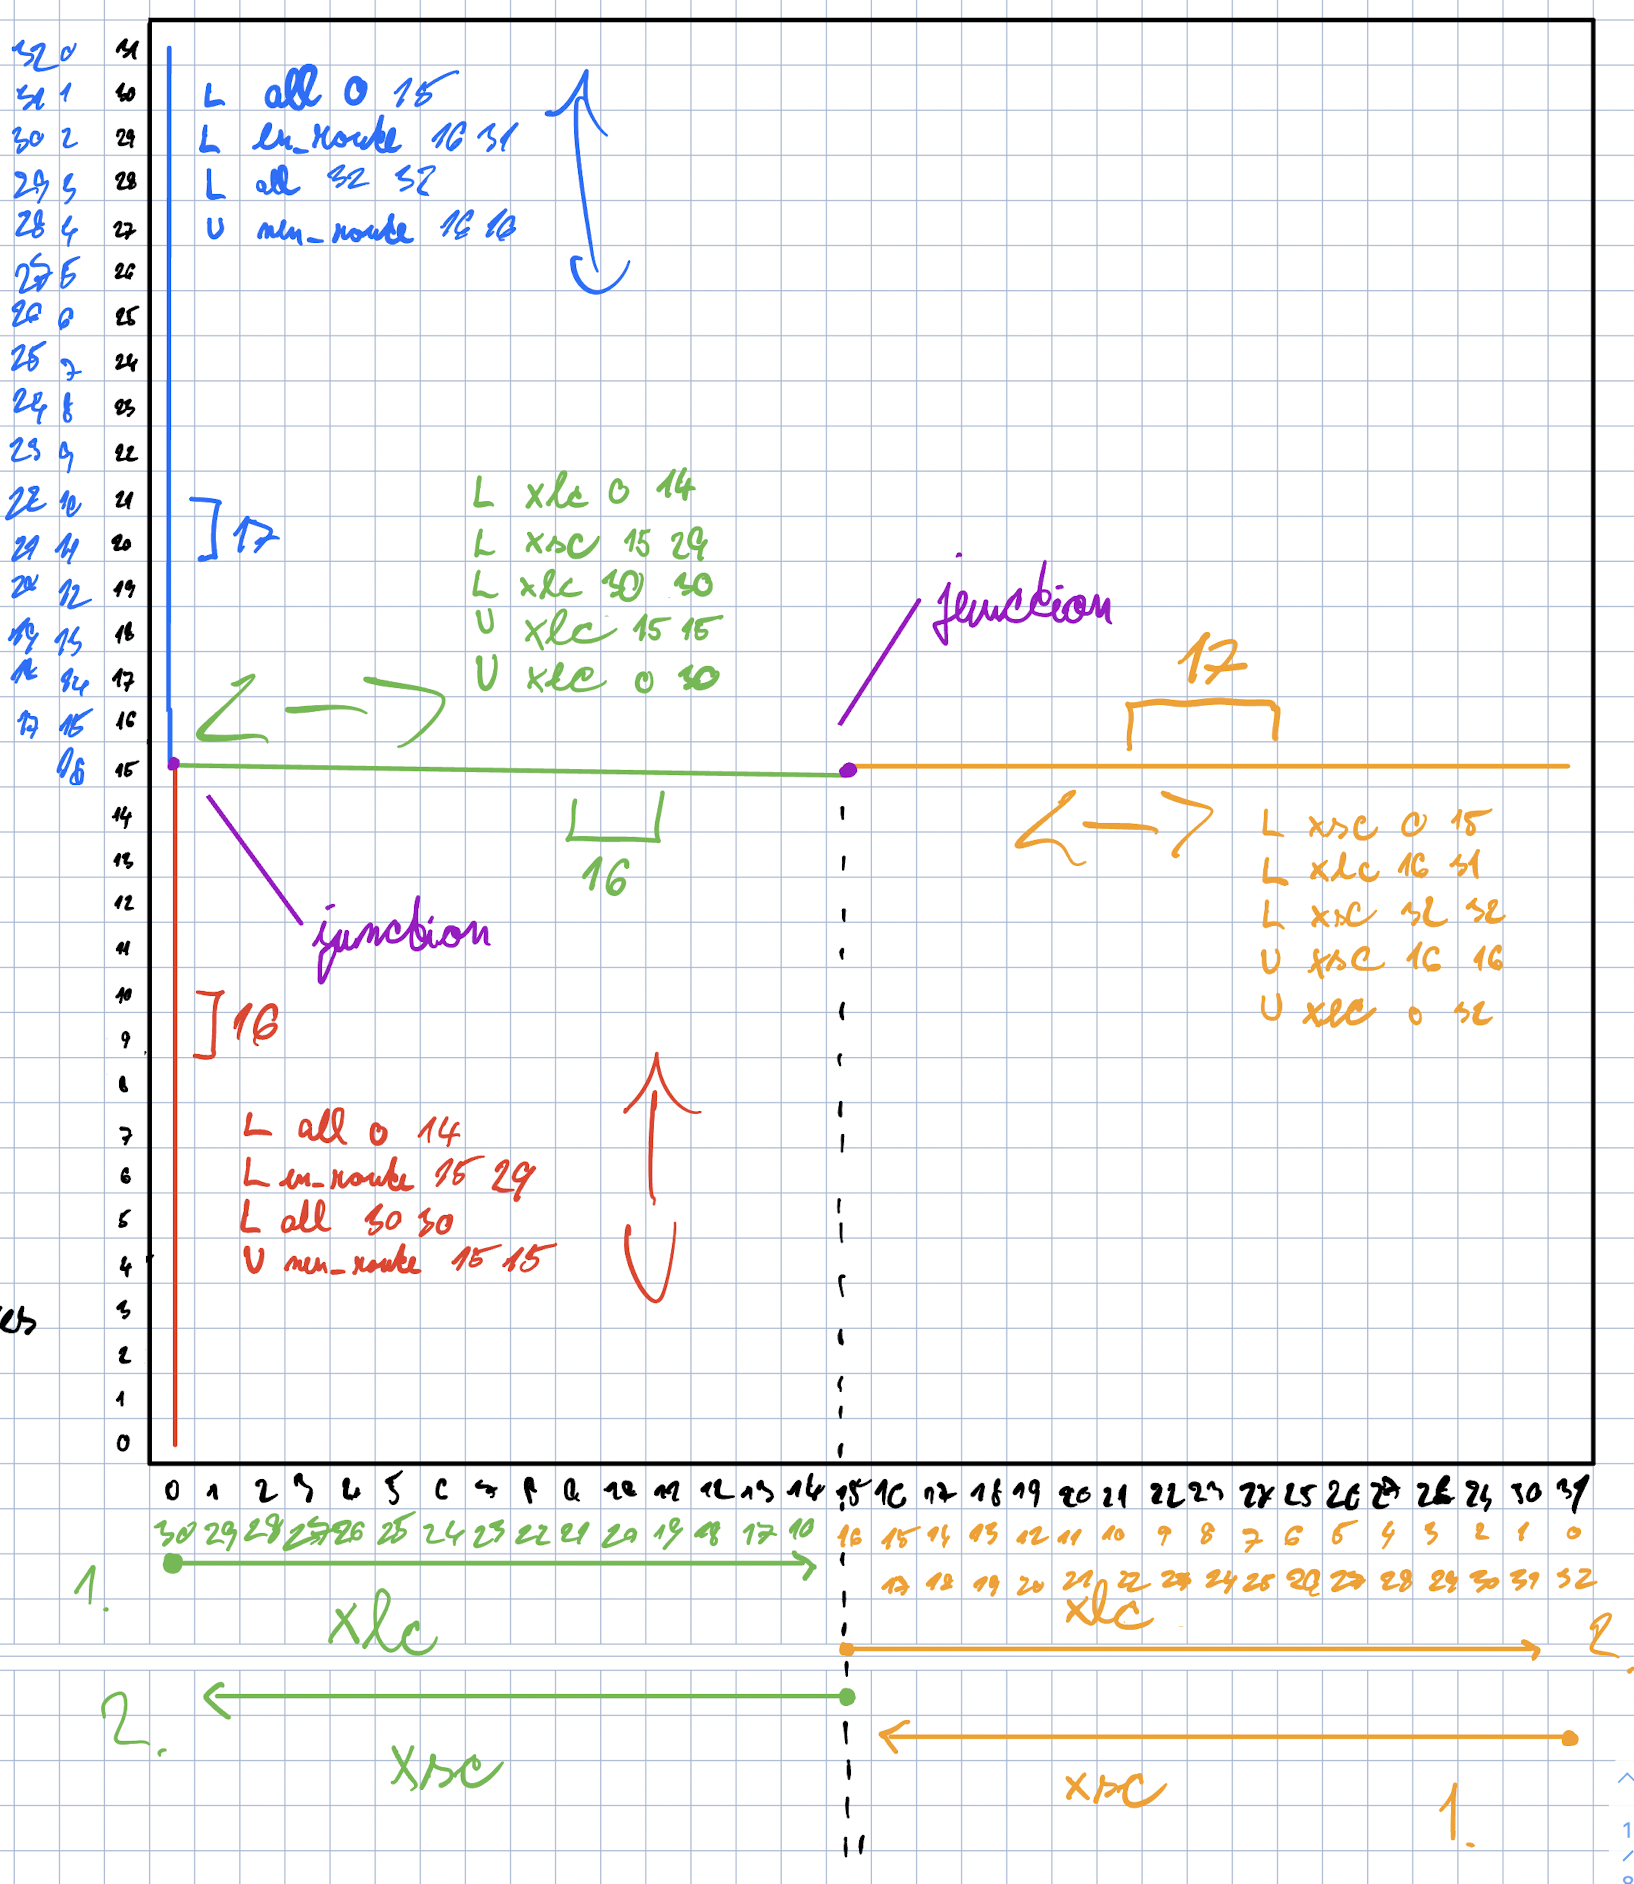 32 0 31
31 1 30
30 2 29
29 3 28
28 4 27
27 5 26
26 6 25
25 7 24
24 8 23
23 9 22
22 10 21
21 11 20
20 12 19
19 13 18
14 17
17 15 16
16 15
14
13
12
11
10
9
8
7
6
5
4
3
2
1
0
L all 0 15
L en_route 16 31
L all 32 32
U nen_route 16 16
17
L xlc 0 14
L xsc 15 29
L xlc 30 30
U xlc 15 15
U xlc 0 30
junction
17
16
junction
L xsc 0 15
L xlc 16 31
L xsc 32 32
U xsc 16 16
U xlc 0 32
16
L all 0 14
L en_route 15 29
L all 30 30
U nen_route 15 15
es
0 1 2 3 4 5 6 7 8 9 10 11 12 13 14 15 16 17 18 19 20 21 22 23 24 25 26 27 28 29 30 31
30 29 28 27 26 25 24 23 22 21 20 19 18 17 16 15 14 13 12 11 10 9 8 7 6 5 4 3 2 1 0
17 18 19 20 21 22 23 24 25 26 27 28 29 30 31 32
1.
xlc
xlc
2.
2.
xsc
xsc
1.
1
/
8